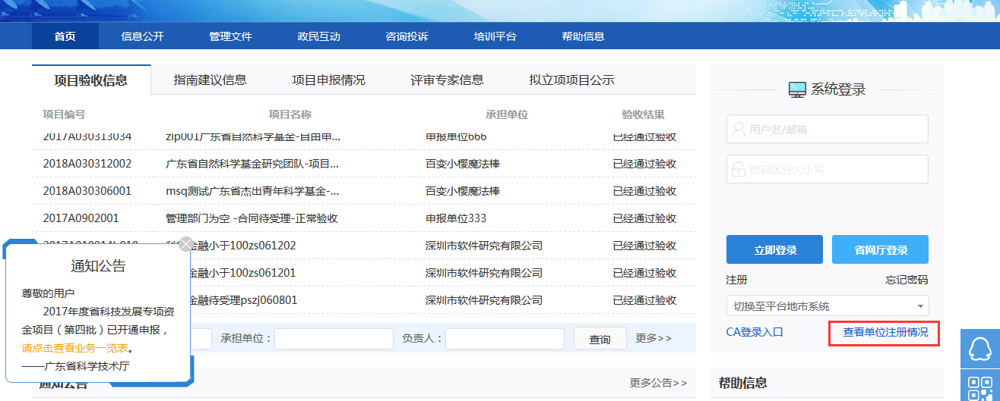 首页 信息公开 管理文件 政民互动 咨询投诉 培训平台 帮助信息
项目验收信息 指南建议信息 项目申报情况 评审专家信息 拟立项项目公示
项目编号 项目名称 承担单位 验收结果
2017A030313034 zlp001广东省自然科学基金-自由申... 申报单位666 已经通过验收
2018A030312002 广东省自然科学基金研究团队-项目... 百变小樱魔法棒 已经通过验收
2018A030306001 msq测试广东省杰出青年科学基金-... 百变小樱魔法棒 已经通过验收
2017A0902001 管理部门为空 -合同待受理-正常验收 申报单位333 已经通过验收
金融小于100zs061202 深圳市软件研究有限公司 已经通过验收
金融小于100zs061201 深圳市软件研究有限公司 已经通过验收
金融待受理pszj060801 深圳市软件研究有限公司 已经通过验收
承担单位： 负责人： 查询 更多>>
通知公告 更多公告>>
通知公告
尊敬的用户
2017年度省科技发展专项资
金项目（第四批）已开通申报，
请点击查看业务一览表。
——广东省科学技术厅
系统登录
用户名/邮箱
密码区分大小写
立即登录 省网厅登录
注册 忘记密码
切换至平台地市系统
CA登录入口 查看单位注册情况
帮助信息